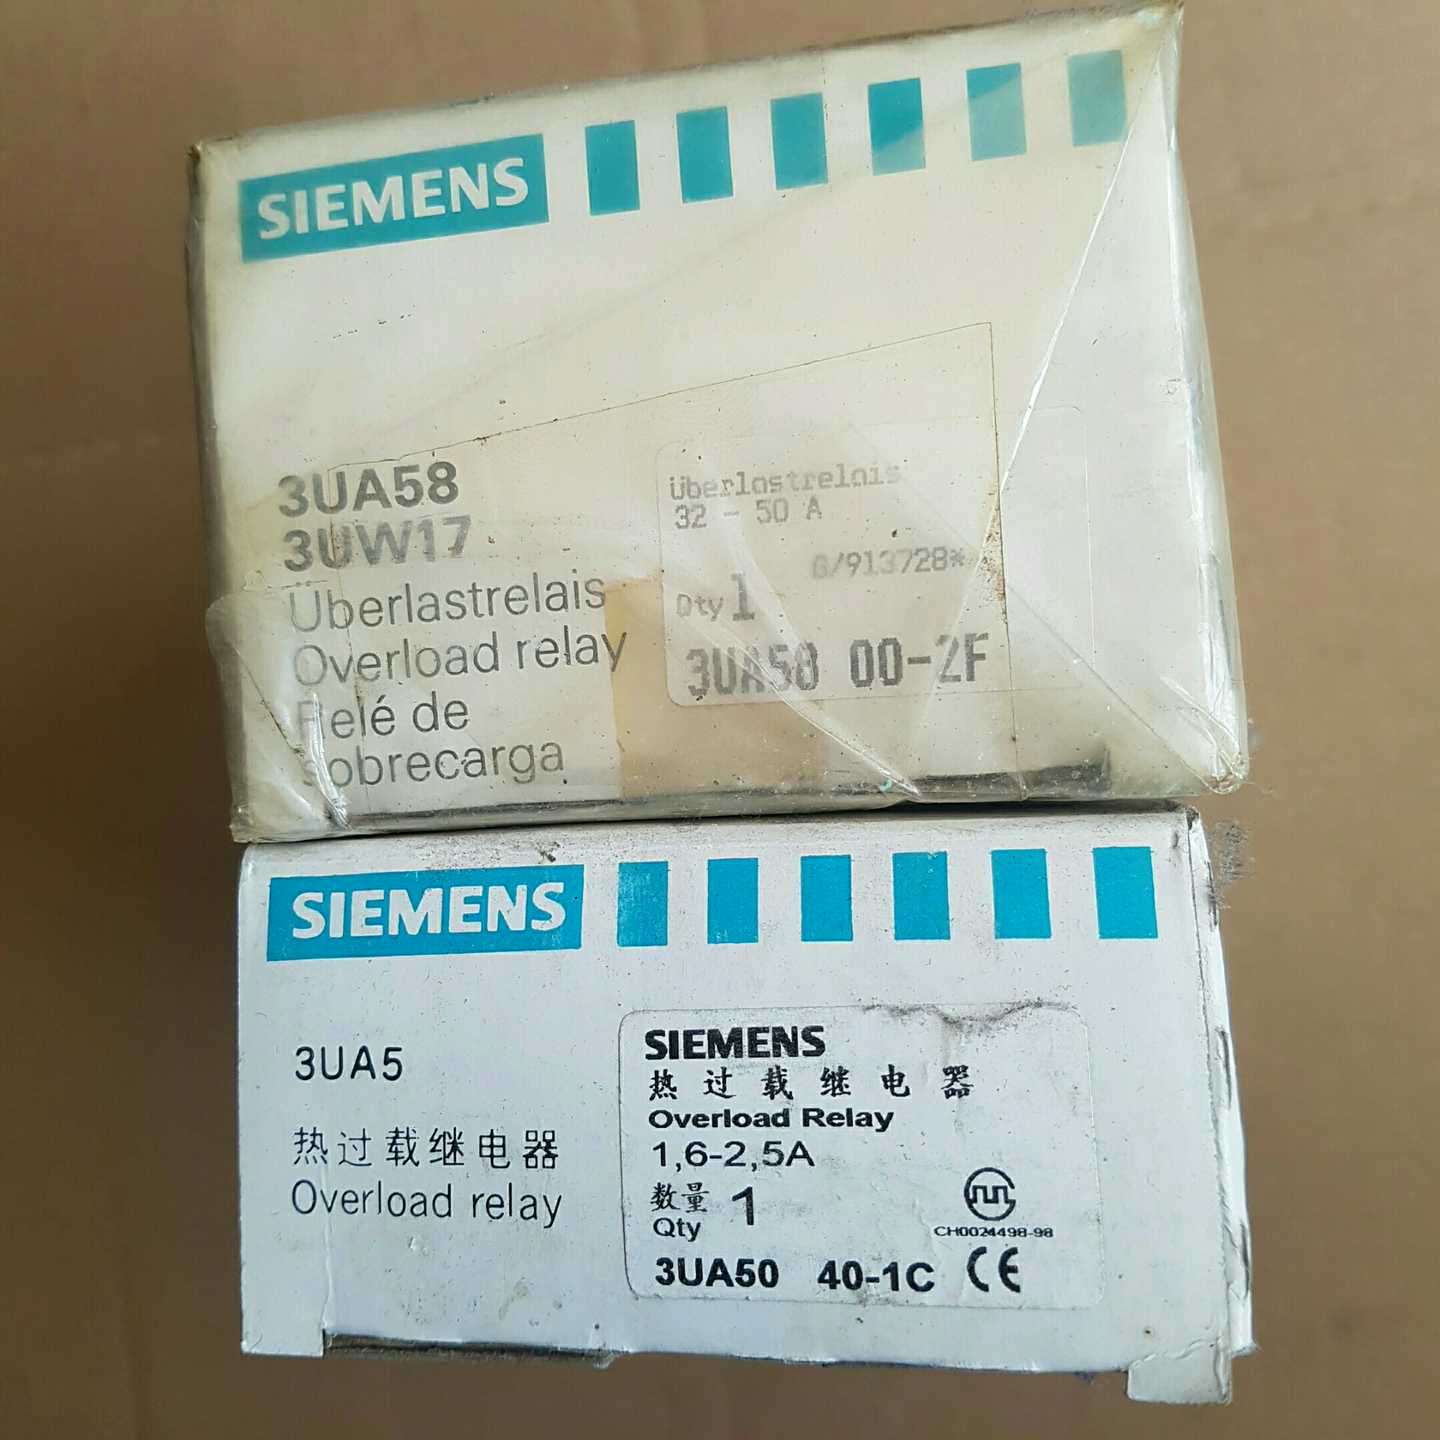 SIEMENS
3UA58
3UW17
Überlastrelais
Overload relay
Relé de
sobrecarga
Überlastrelais
32 - 50 A
G/913728*
Qty 1
3UA58 00-2F
SIEMENS
3UA5
热过载继电器
Overload relay
SIEMENS
热过载继电器
Overload Relay
1,6-2,5A
数量 1
Qty
CH0024498-98
3UA50 40-1C CE